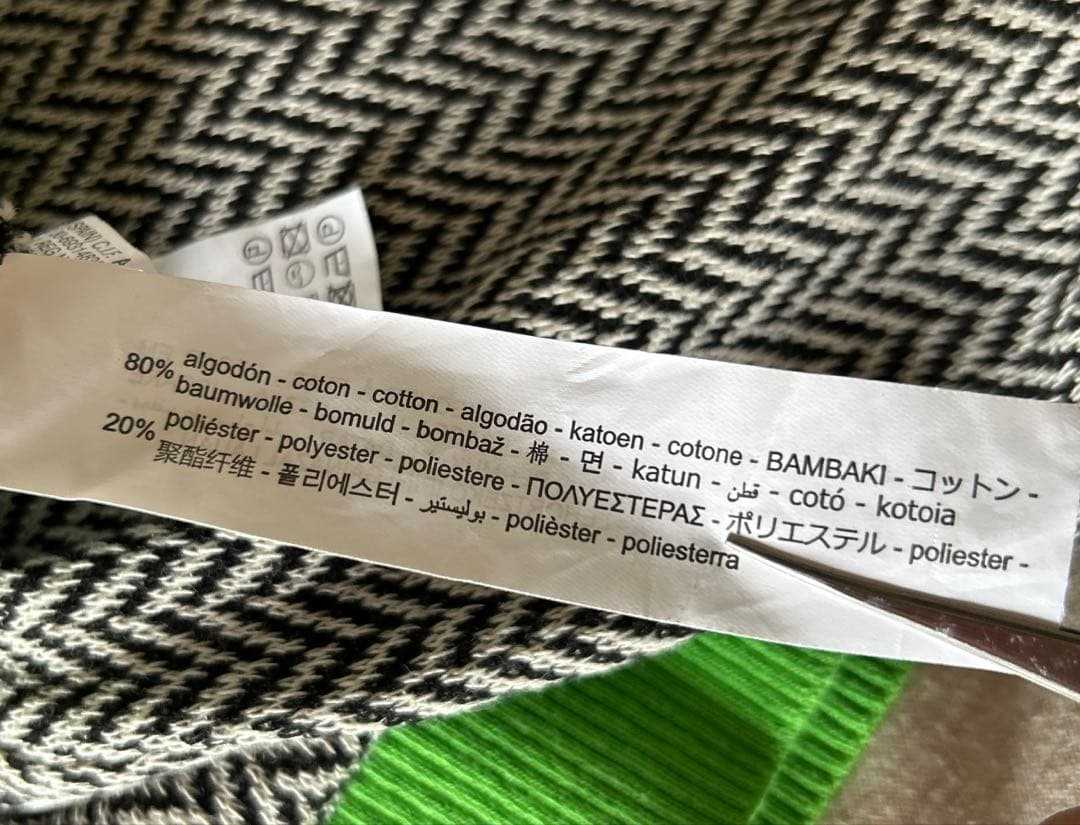 SPAIN C.I.F. A
80% algodón - coton - cotton - algodão - katoen - cotone - BAMBAKI - コットン -
baumwolle - bomuld - bombaž - 棉 - 면 - katun - قطن - cotó - kotoia
20% poliéster - polyester - poliestere - ΠΟΛΥΕΣΤΕΡΑΣ - ポリエステル - poliester -
聚酯纤维 - 폴리에스터 - بوليستير - polièster - poliesterra